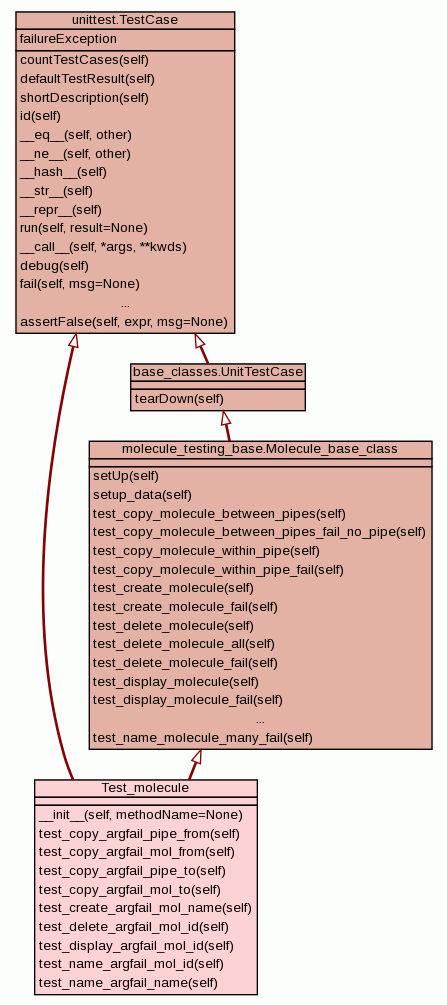 unittest.TestCase
failureException
countTestCases(self)
defaultTestResult(self)
shortDescription(self)
id(self)
__eq__(self, other)
__ne__(self, other)
__hash__(self)
__str__(self)
__repr__(self)
run(self, result=None)
__call__(self, *args, **kwds)
debug(self)
fail(self, msg=None)
...
assertFalse(self, expr, msg=None)
base_classes.UnitTestCase
tearDown(self)
molecule_testing_base.Molecule_base_class
setUp(self)
setup_data(self)
test_copy_molecule_between_pipes(self)
test_copy_molecule_between_pipes_fail_no_pipe(self)
test_copy_molecule_within_pipe(self)
test_copy_molecule_within_pipe_fail(self)
test_create_molecule(self)
test_create_molecule_fail(self)
test_delete_molecule(self)
test_delete_molecule_all(self)
test_delete_molecule_fail(self)
test_display_molecule(self)
test_display_molecule_fail(self)
...
test_name_molecule_many_fail(self)
Test_molecule
__init__(self, methodName=None)
test_copy_argfail_pipe_from(self)
test_copy_argfail_mol_from(self)
test_copy_argfail_pipe_to(self)
test_copy_argfail_mol_to(self)
test_create_argfail_mol_name(self)
test_delete_argfail_mol_id(self)
test_display_argfail_mol_id(self)
test_name_argfail_mol_id(self)
test_name_argfail_name(self)